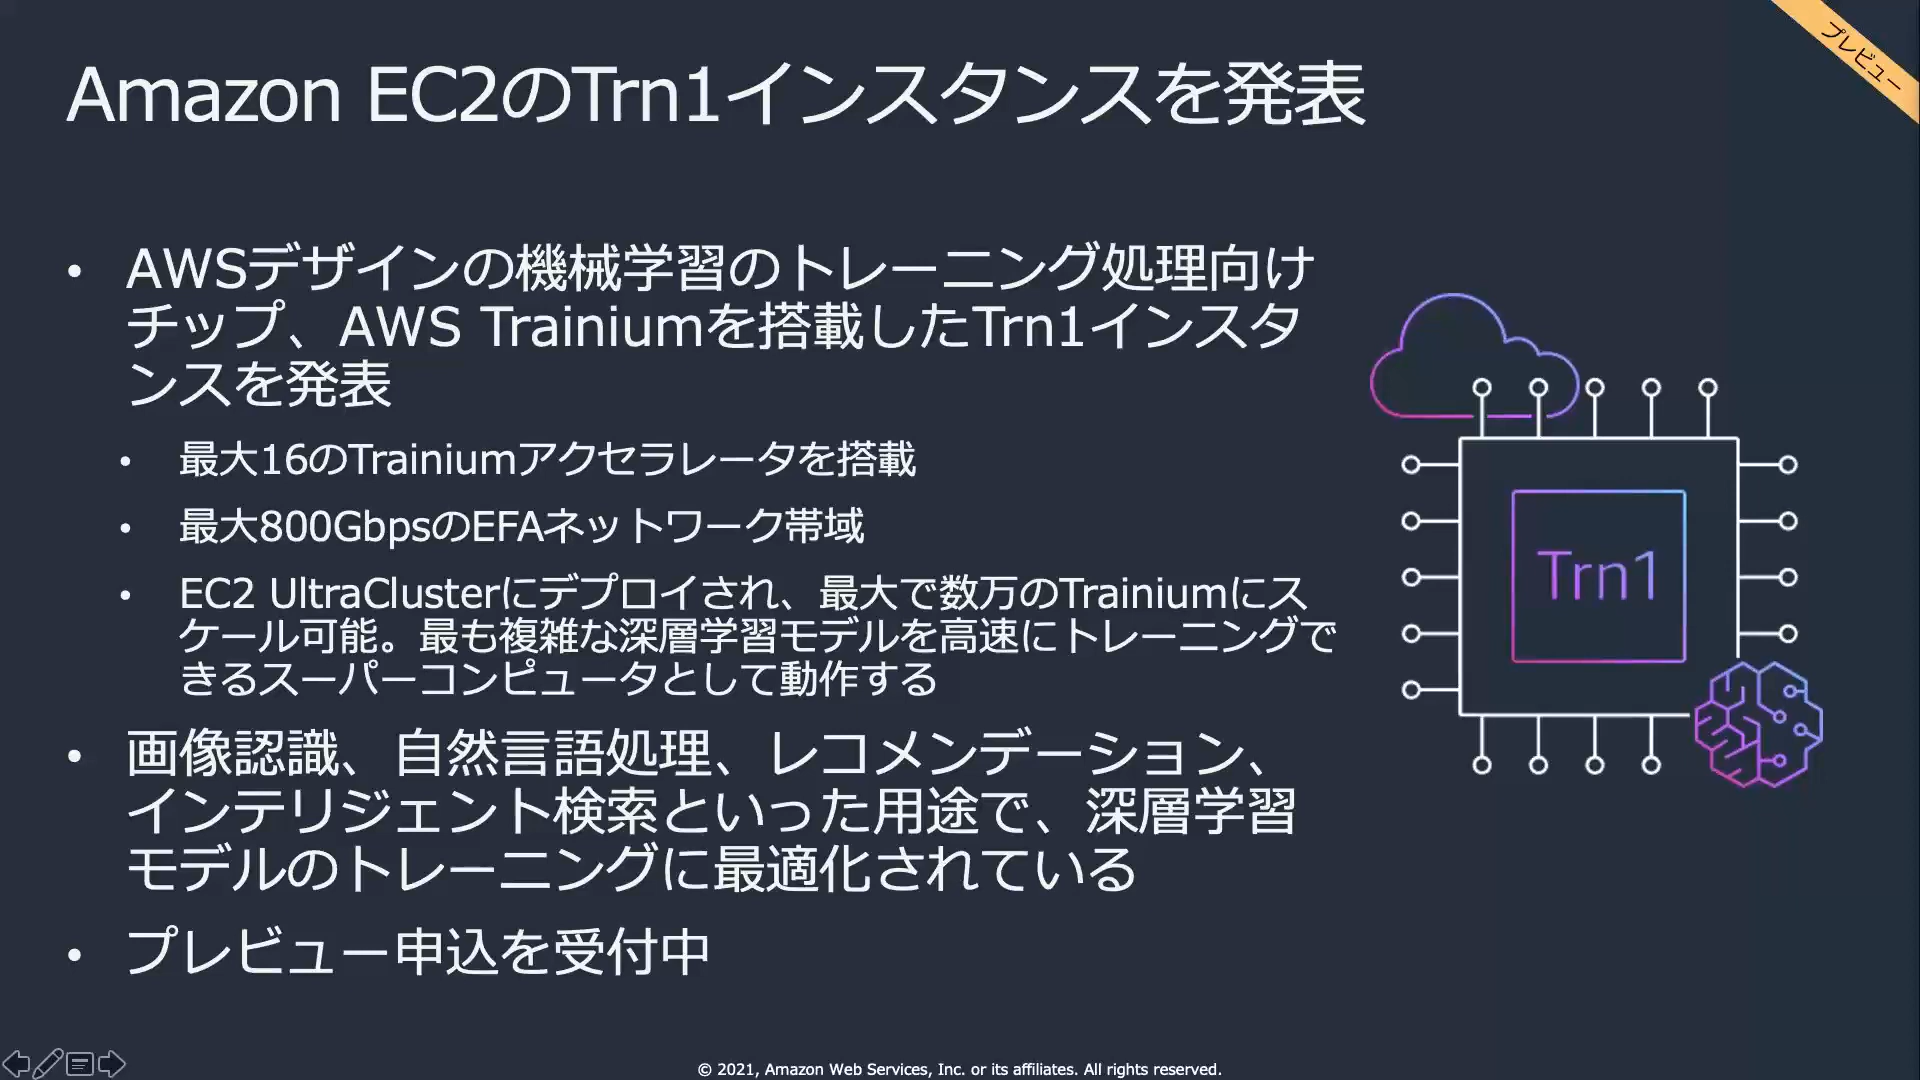 プレビュー
Amazon EC2のTrn1インスタンスを発表
• AWSデザインの機械学習のトレーニング処理向け
チップ、AWS Trainiumを搭載したTrn1インスタ
ンスを発表
• 最大16のTrainiumアクセラレータを搭載
• 最大800GbpsのEFAネットワーク帯域
• EC2 UltraClusterにデプロイされ、最大で数万のTrainiumにス
ケール可能。最も複雑な深層学習モデルを高速にトレーニングで
きるスーパーコンピュータとして動作する
• 画像認識、自然言語処理、レコメンデーション、
インテリジェント検索といった用途で、深層学習
モデルのトレーニングに最適化されている
• プレビュー申込を受付中
Trn1
© 2021, Amazon Web Services, Inc. or its affiliates. All rights reserved.